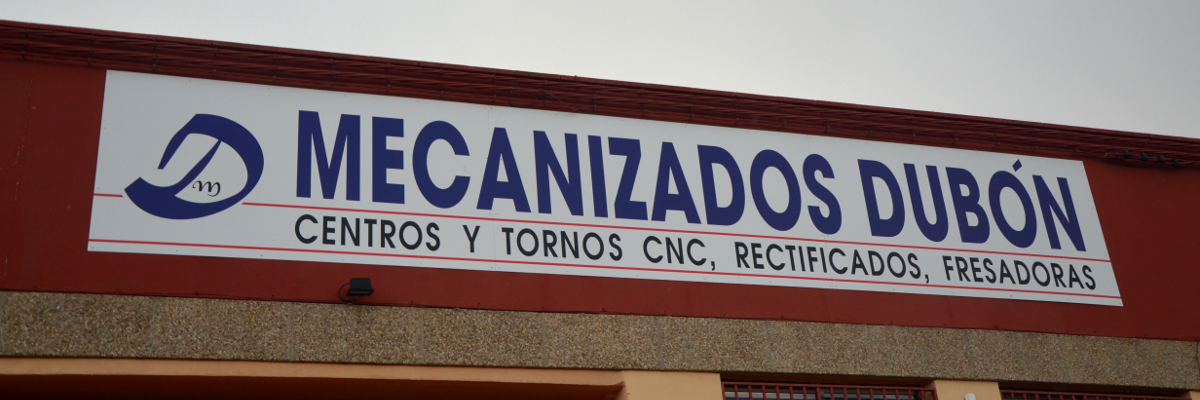 MECANIZADOS DUBÓN
CENTROS Y TORNOS CNC, RECTIFICADOS, FRESADORAS